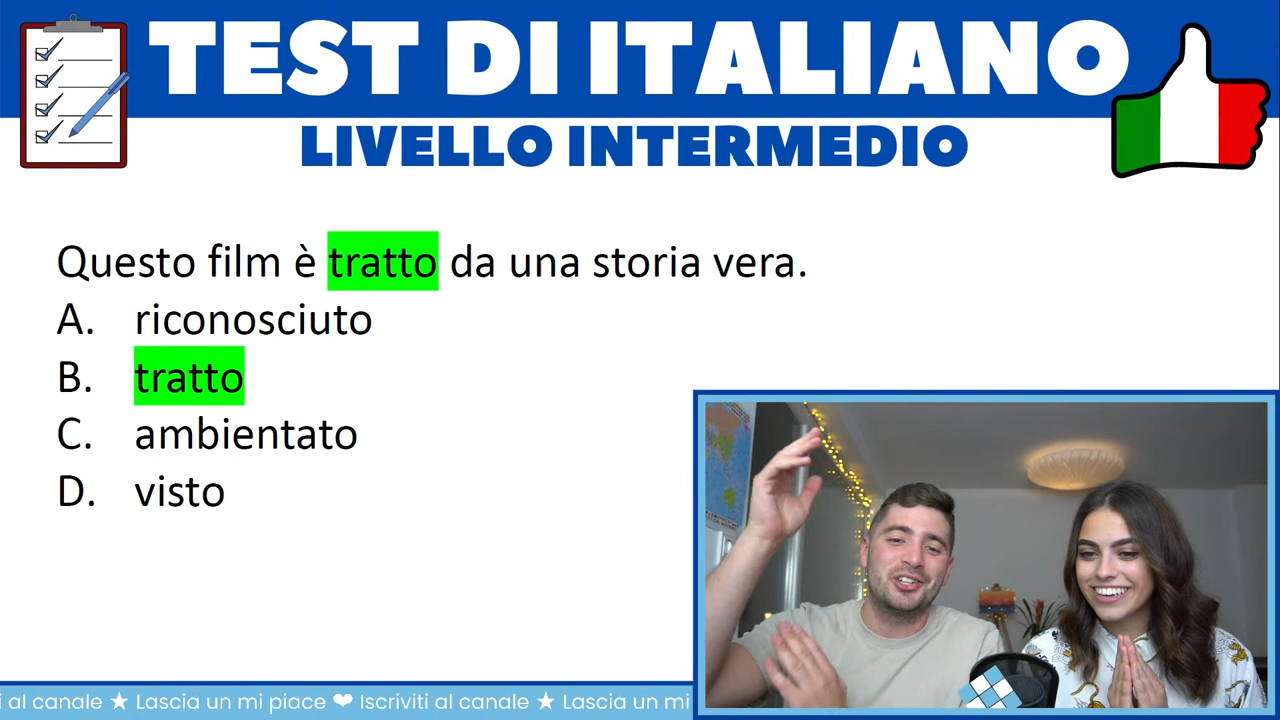 TEST DI ITALIANO
LIVELLO INTERMEDIO
Questo film è tratto da una storia vera.
A. riconosciuto
B. tratto
C. ambientato
D. visto
i al canale ★ Lascia un mi piace ❤ Iscriviti al canale ★ Lascia un mi